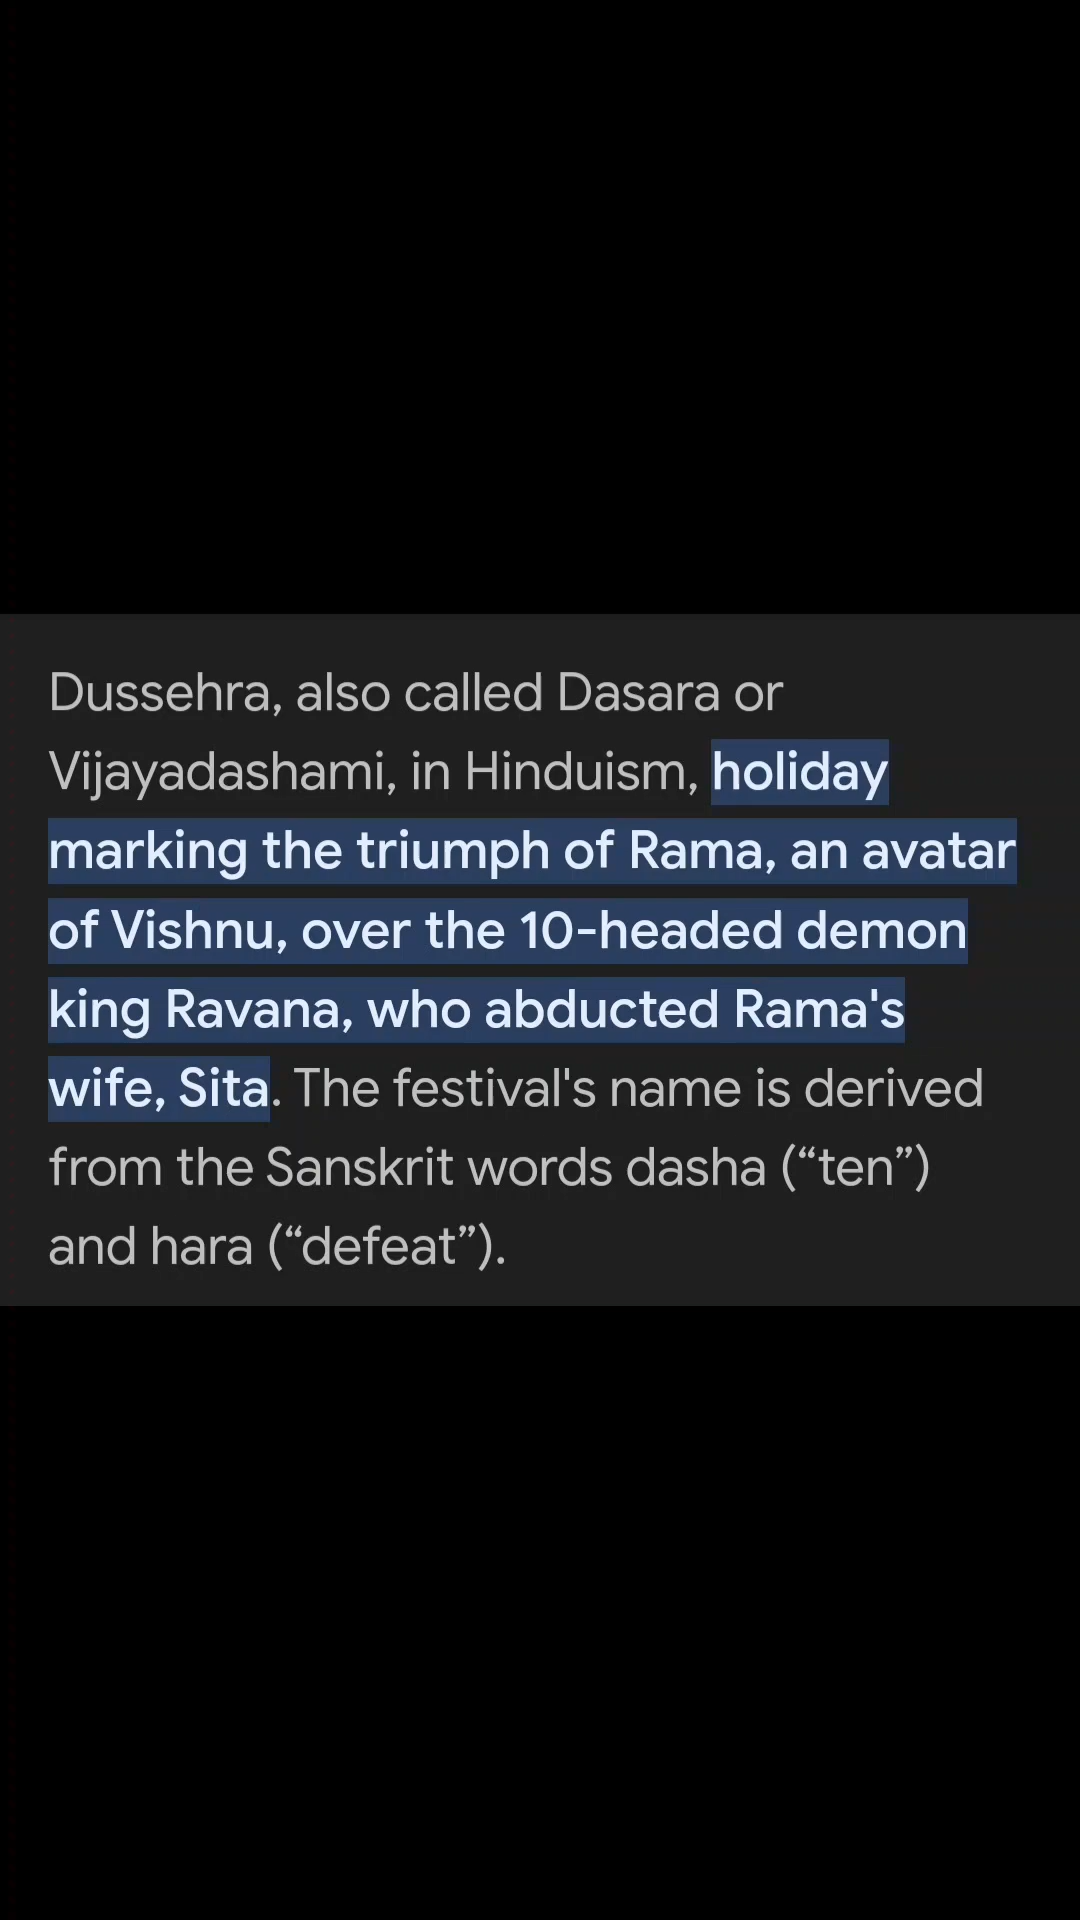 Dussehra, also called Dasara or
Vijayadashami, in Hinduism, holiday
marking the triumph of Rama, an avatar
of Vishnu, over the 10-headed demon
king Ravana, who abducted Rama's
wife, Sita. The festival's name is derived
from the Sanskrit words dasha (“ten”)
and hara (“defeat”).